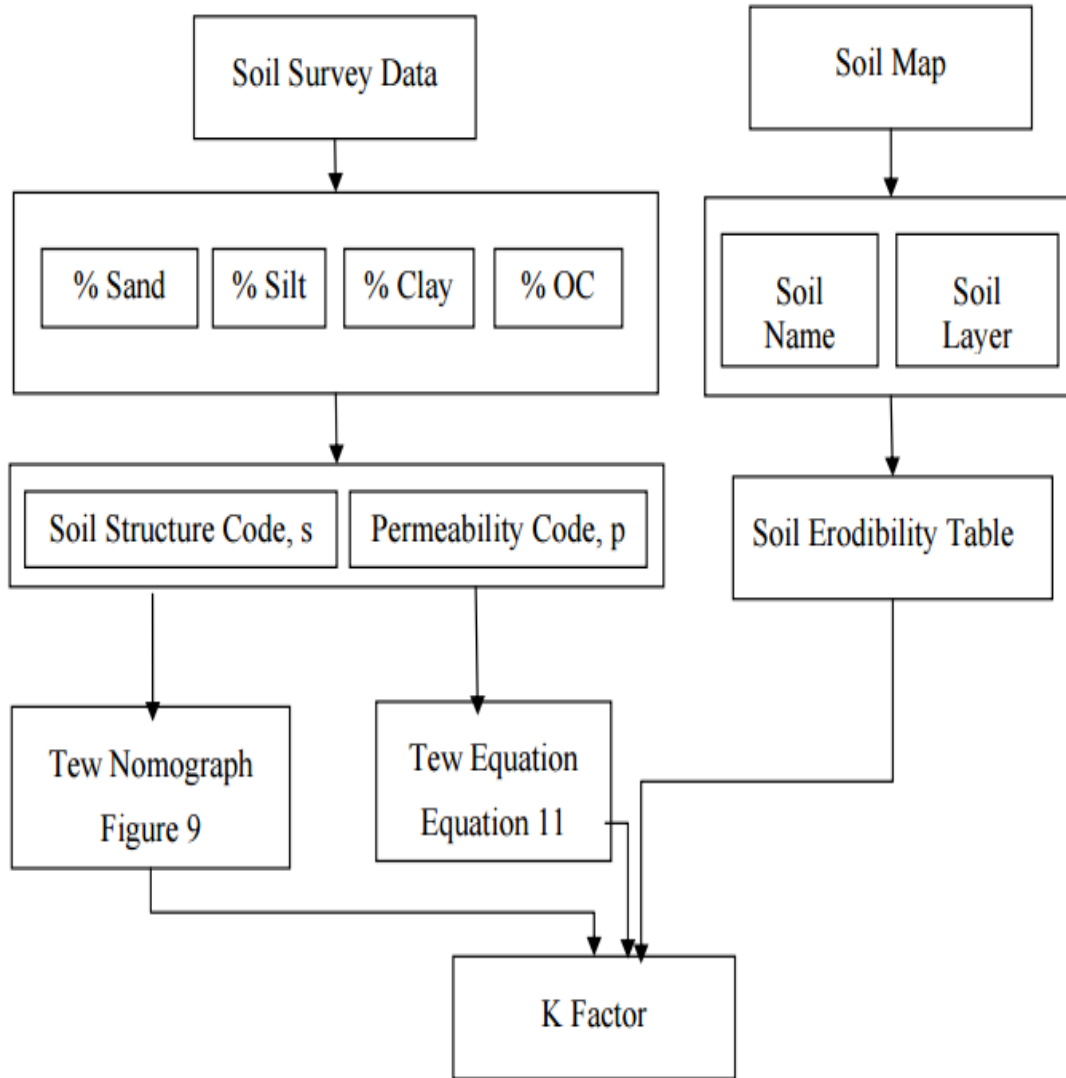 Soil Survey Data
Soil Map
% Sand
% Silt
% Clay
% OC
Soil
Name
Soil
Layer
Soil Structure Code, s
Permeability Code, p
Soil Erodibility Table
Tew Nomograph
Figure 9
Tew Equation
Equation 11
K Factor